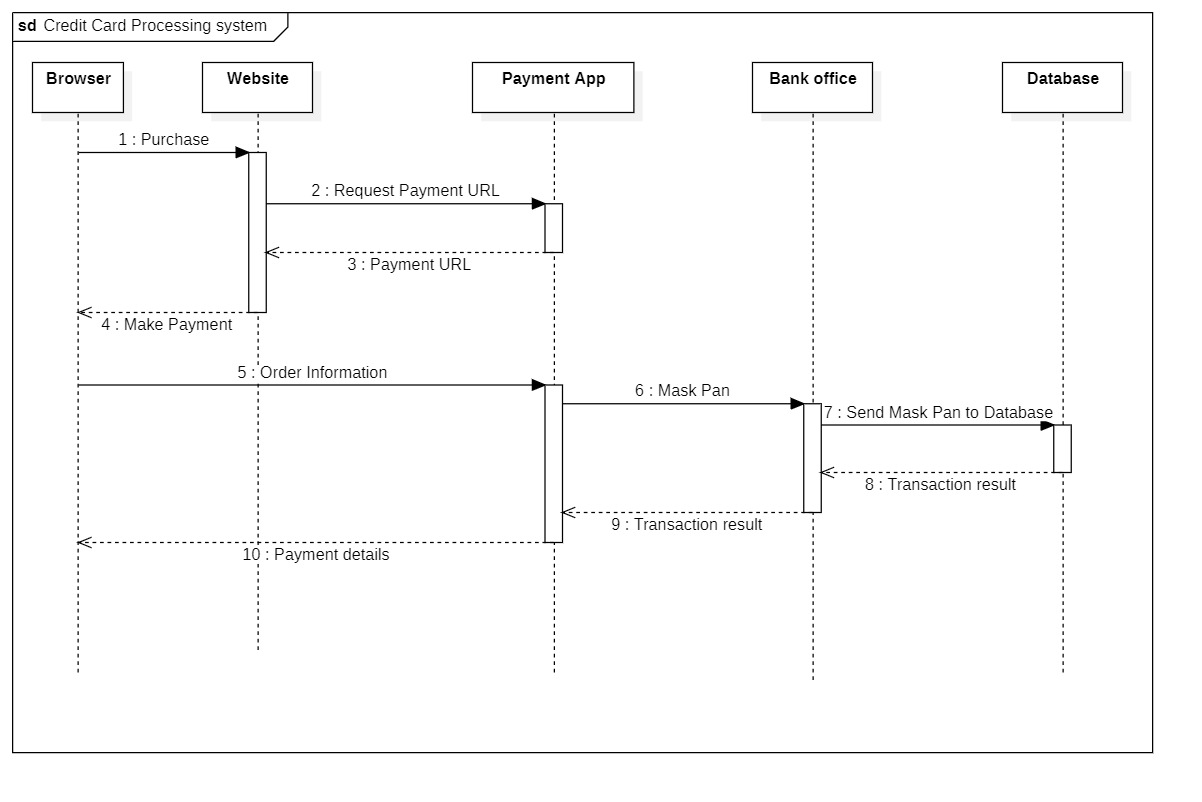 sd Credit Card Processing system
Browser
Website
Payment App
Bank office
Database
1 : Purchase
2 : Request Payment URL
3 : Payment URL
4 : Make Payment
5 : Order Information
6 : Mask Pan
7 : Send Mask Pan to Database
8 : Transaction result
9 : Transaction result
10 : Payment details